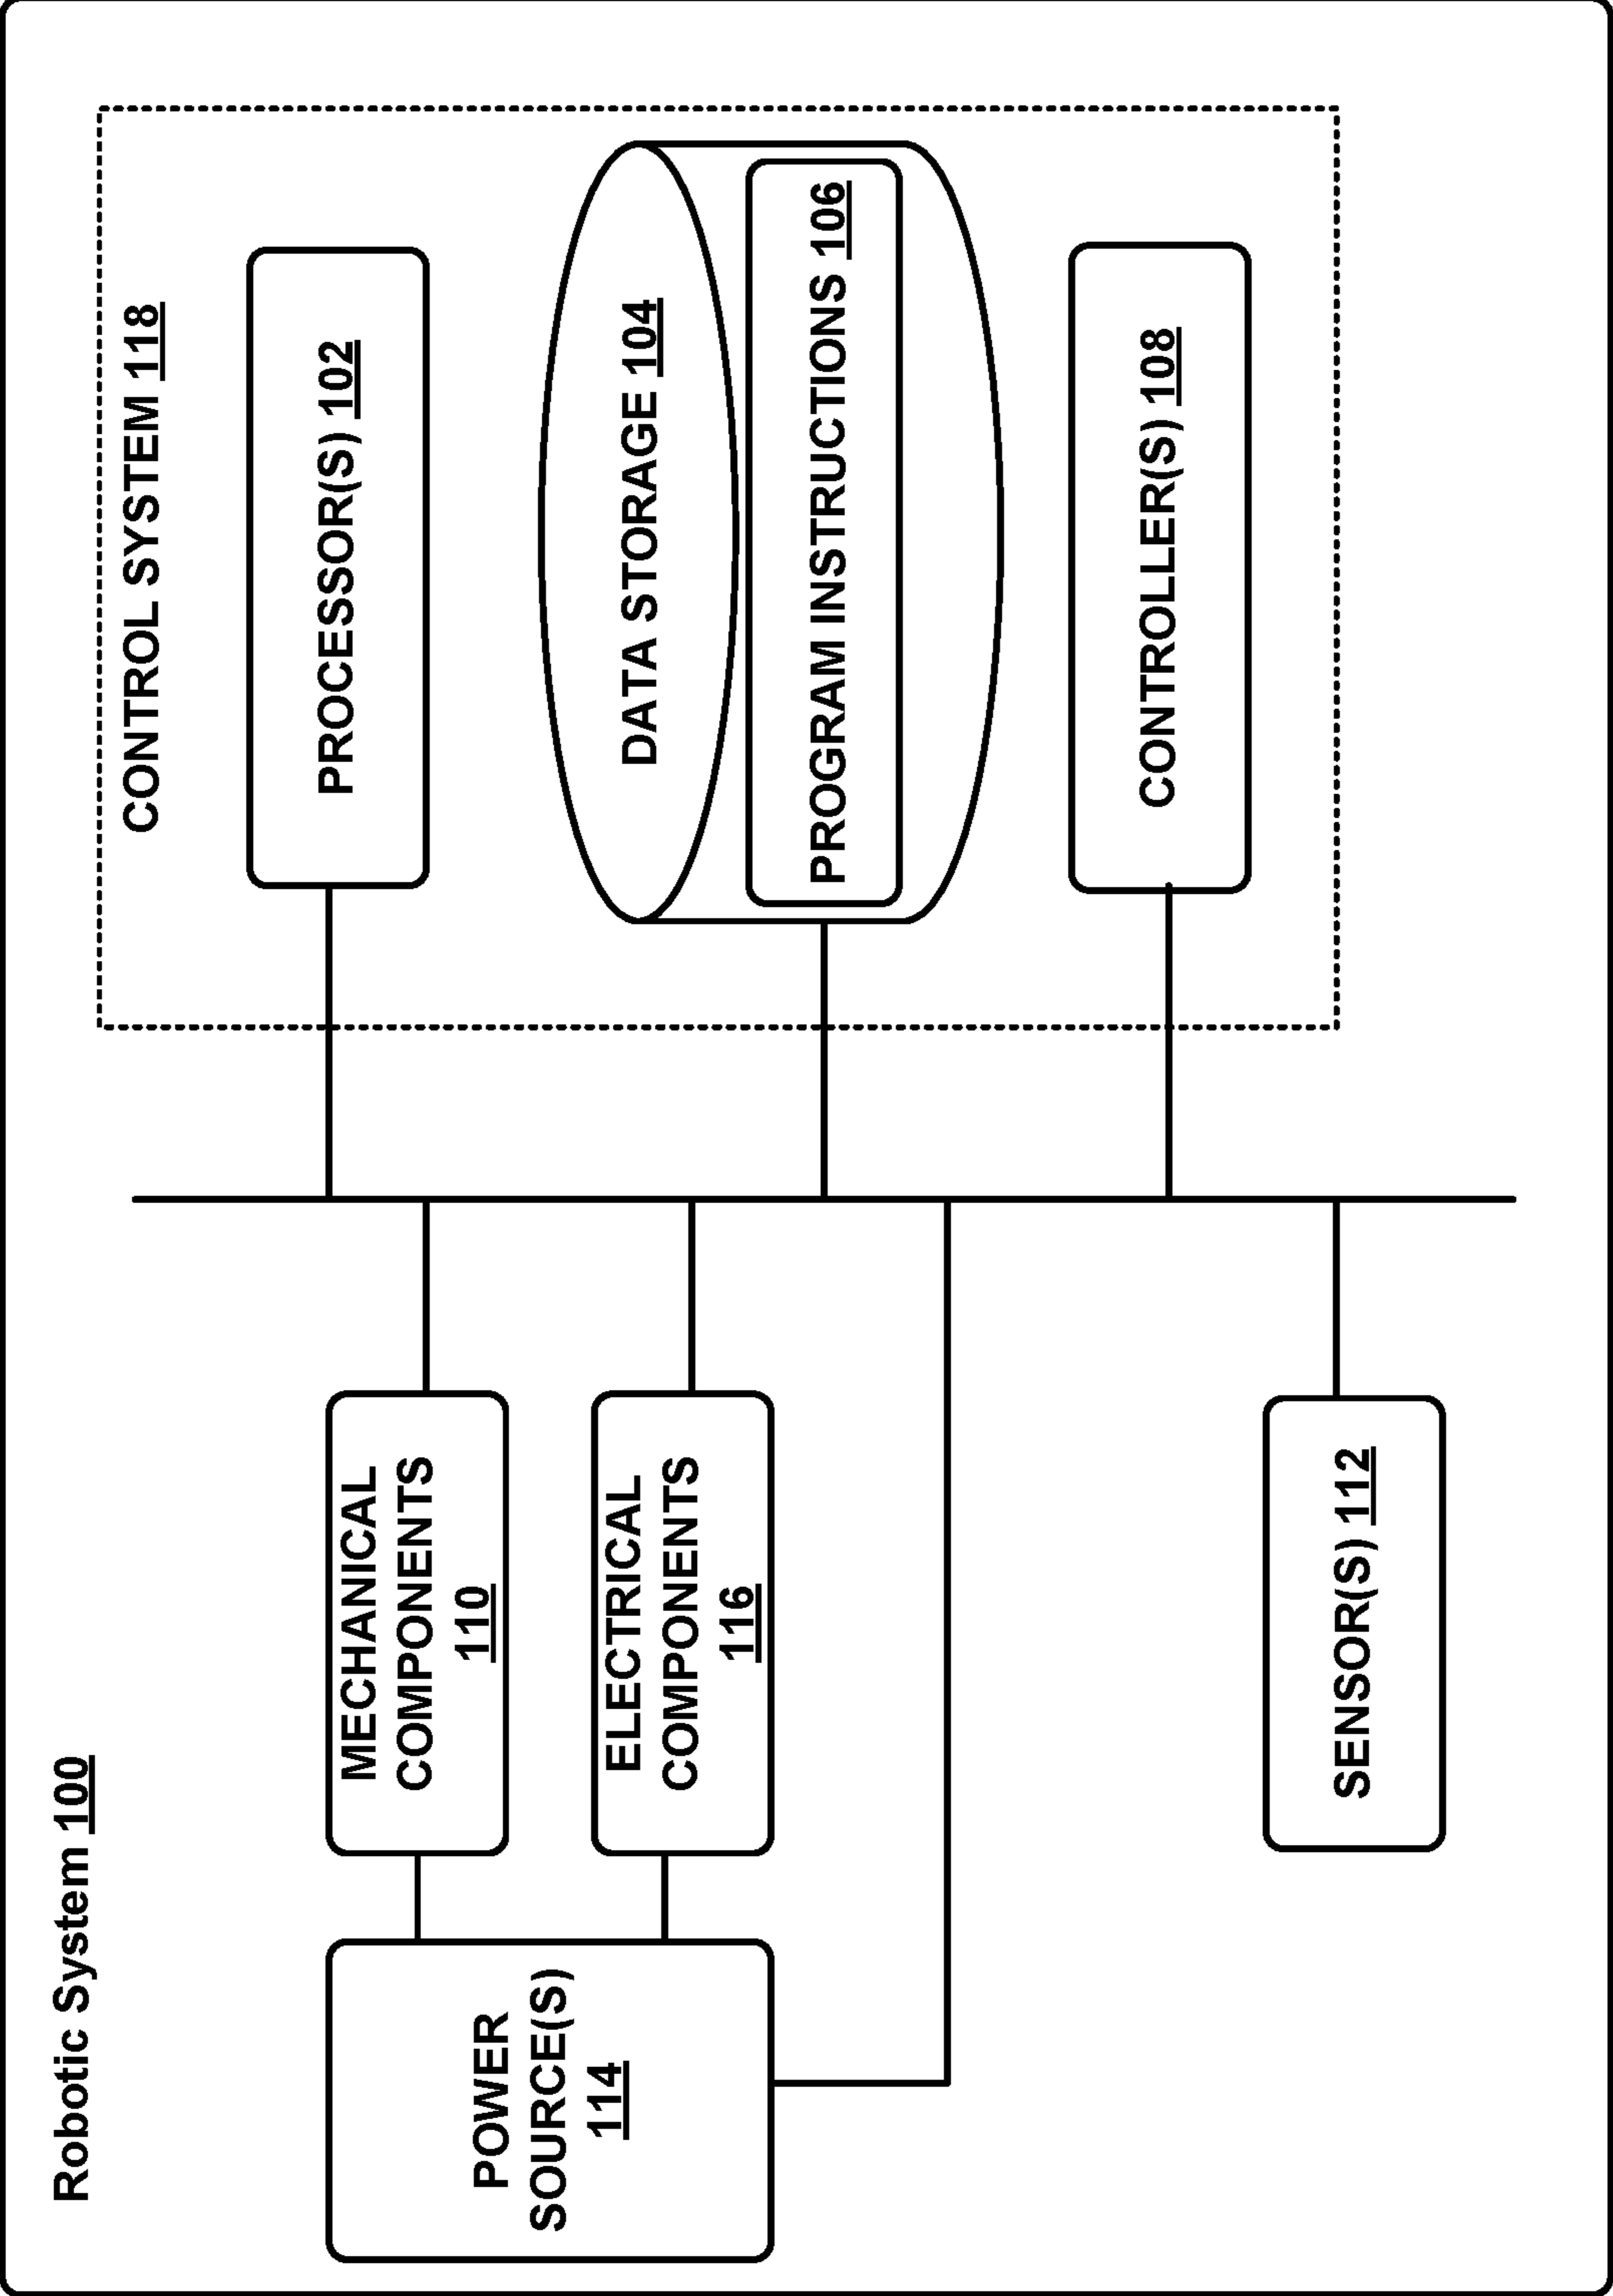 Robotic System 100
CONTROL SYSTEM 118
PROCESSOR(S) 102
DATA STORAGE 104
PROGRAM INSTRUCTIONS 106
CONTROLLER(S) 108
MECHANICAL
COMPONENTS
110
ELECTRICAL
COMPONENTS
116
POWER
SOURCE(S)
114
SENSOR(S) 112